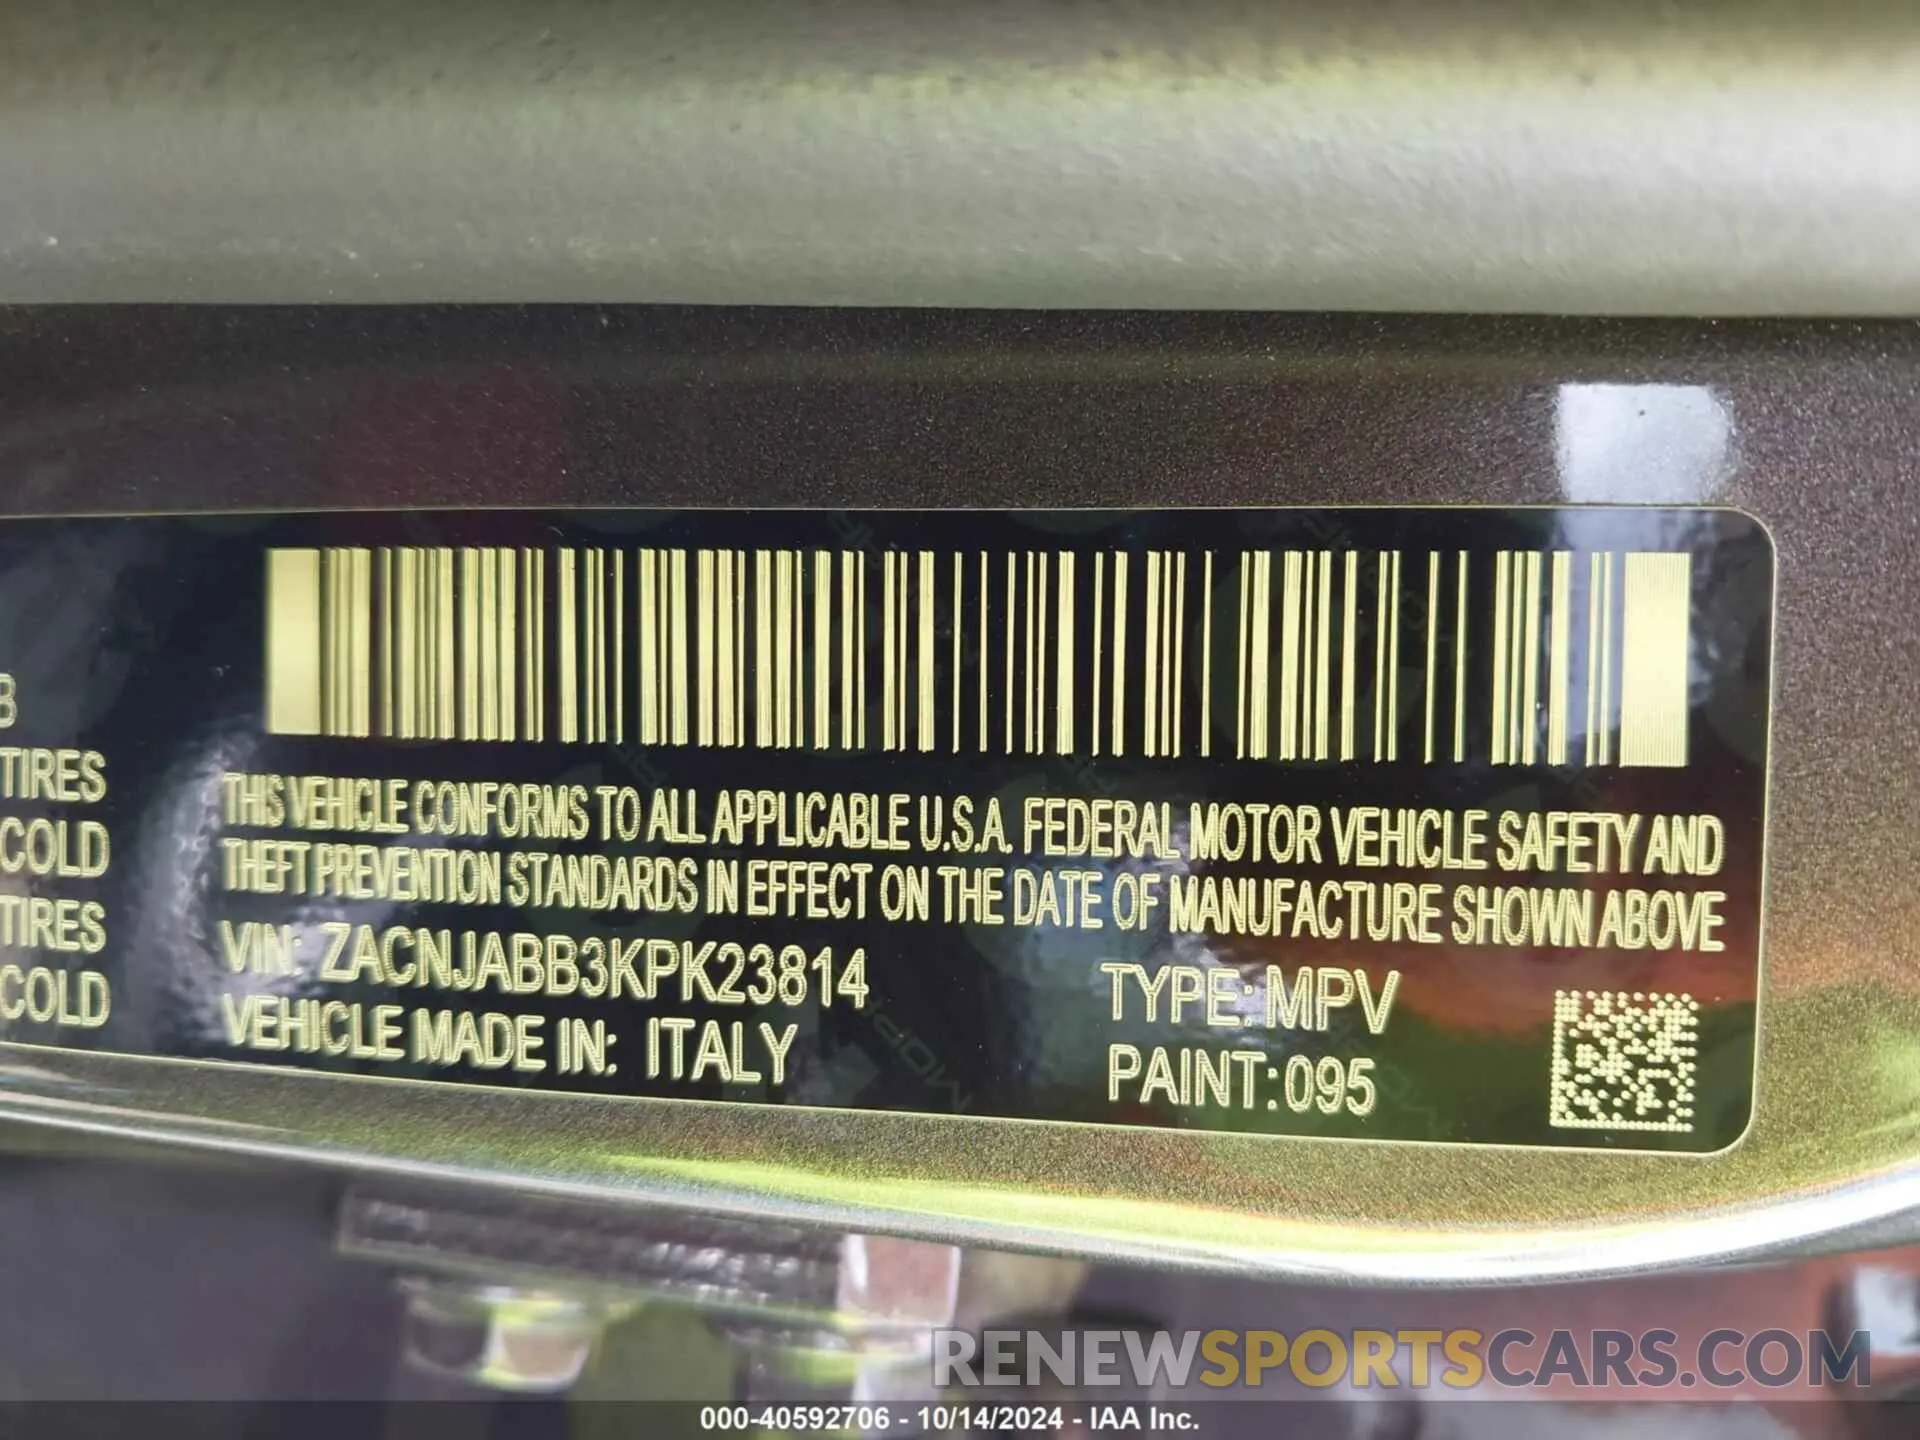 B
TIRES
COLD
TIRES
COLD
THIS VEHICLE CONFORMS TO ALL APPLICABLE U.S.A. FEDERAL MOTOR VEHICLE SAFETY AND
THEFT PREVENTION STANDARDS IN EFFECT ON THE DATE OF MANUFACTURE SHOWN ABOVE
VIN: ZACNJABB3KPK23814
TYPE: MPV
VEHICLE MADE IN: ITALY
PAINT: 095
RENEWSPORTSCARS.COM
000-40592706 - 10/14/2024 - IAA Inc.